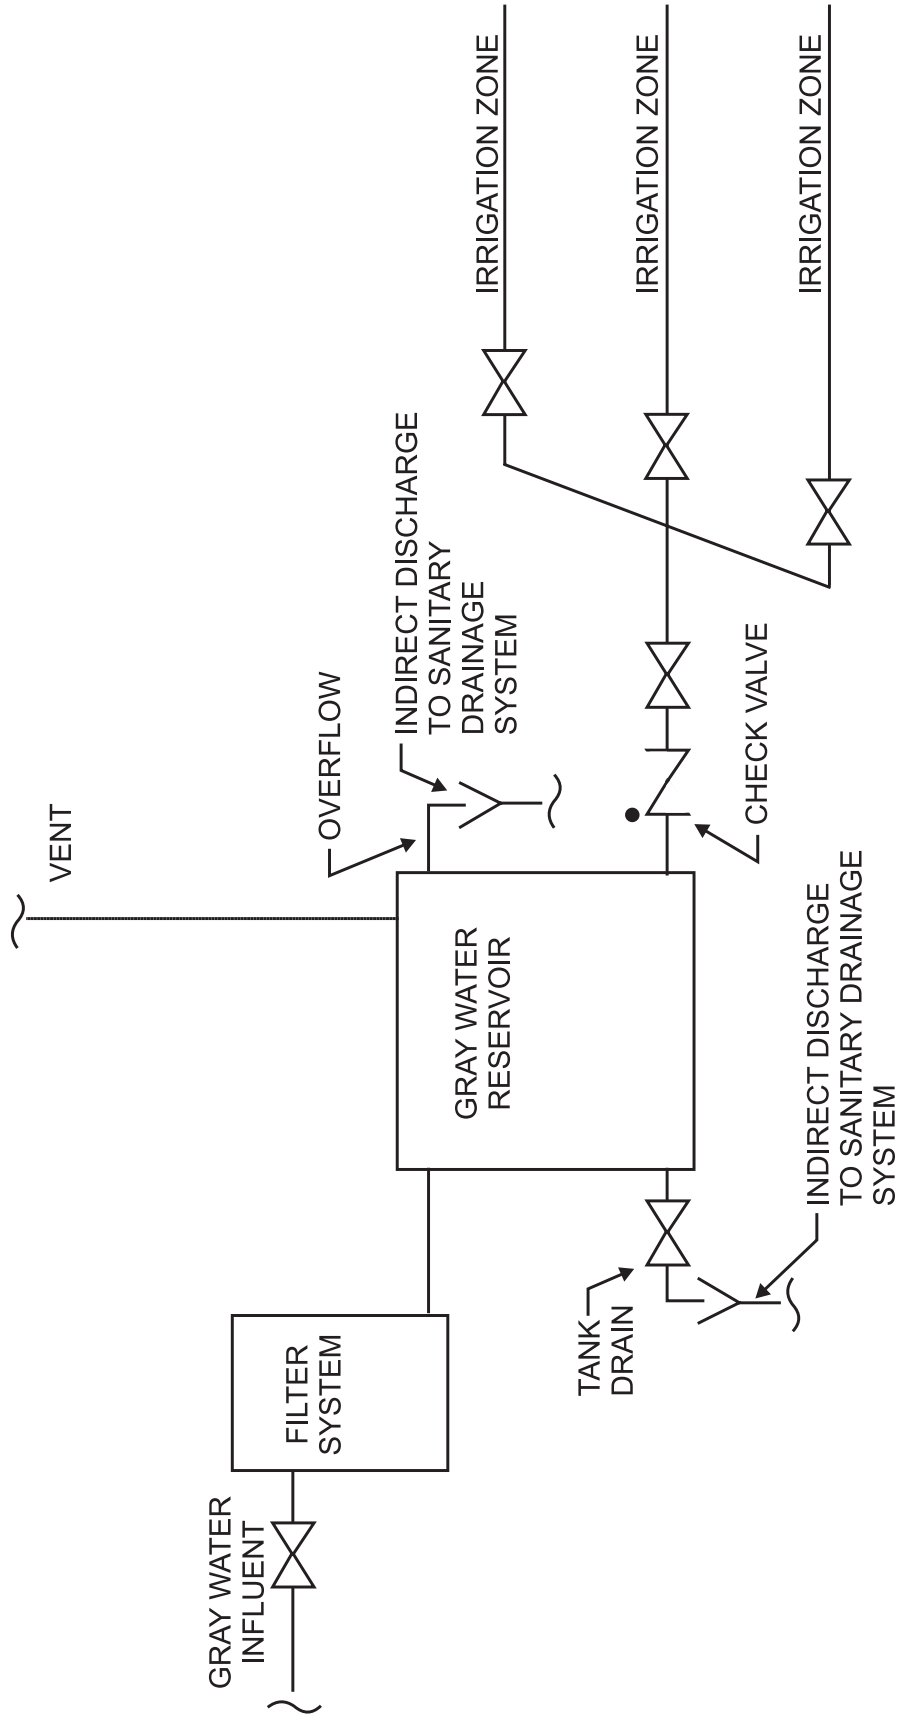 GRAY WATER
INFLUENT
FILTER
SYSTEM
VENT
GRAY WATER
RESERVOIR
OVERFLOW
INDIRECT DISCHARGE
TO SANITARY
DRAINAGE
SYSTEM
TANK
DRAIN
INDIRECT DISCHARGE
TO SANITARY DRAINAGE
SYSTEM
CHECK VALVE
IRRIGATION ZONE
IRRIGATION ZONE
IRRIGATION ZONE